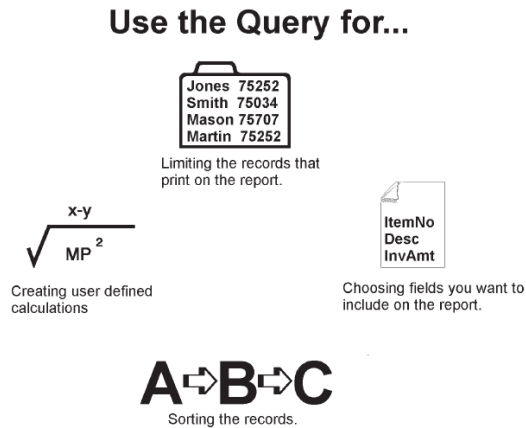 Use the Query for...
Jones 75252
Smith 75034
Mason 75707
Martin 75252
Limiting the records that
print on the report.
x-y
MP 2
Creating user defined
calculations
ItemNo
Desc
InvAmt
Choosing fields you want to
include on the report.
A B C
Sorting the records.